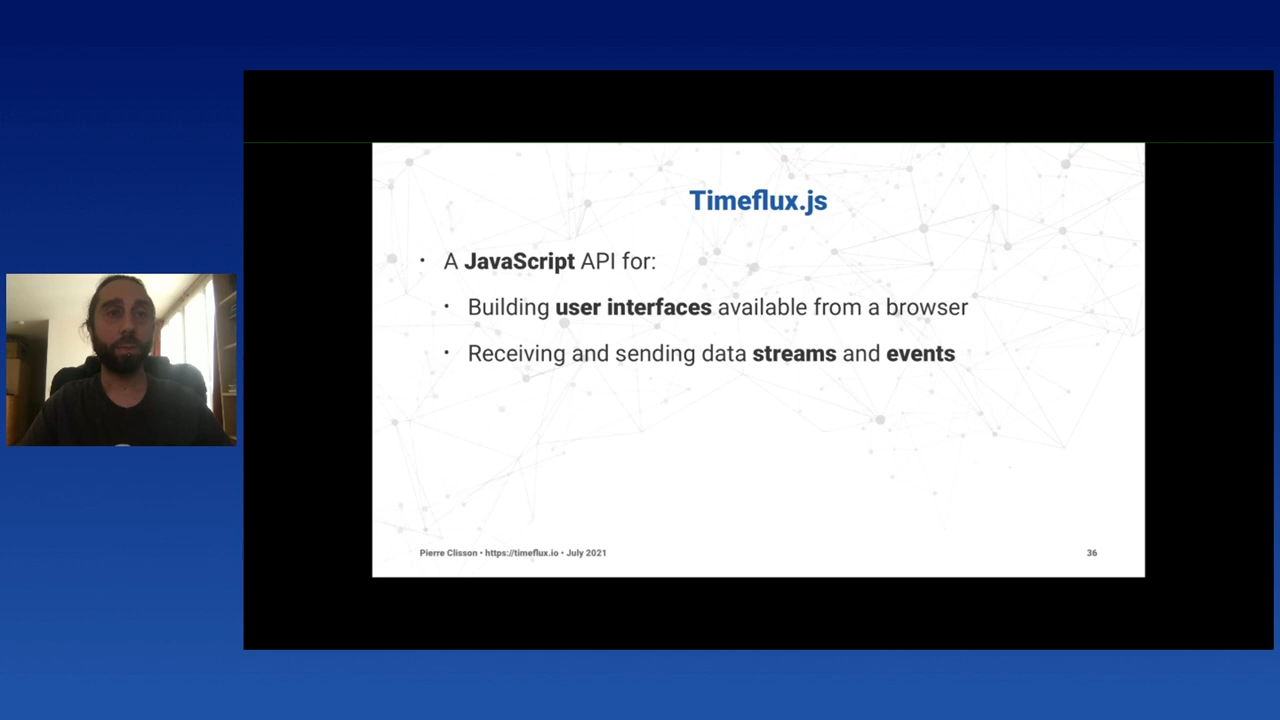 Timeflux.js
• A JavaScript API for:
• Building user interfaces available from a browser
• Receiving and sending data streams and events
Pierre Clisson • https://timeflux.io • July 2021
36